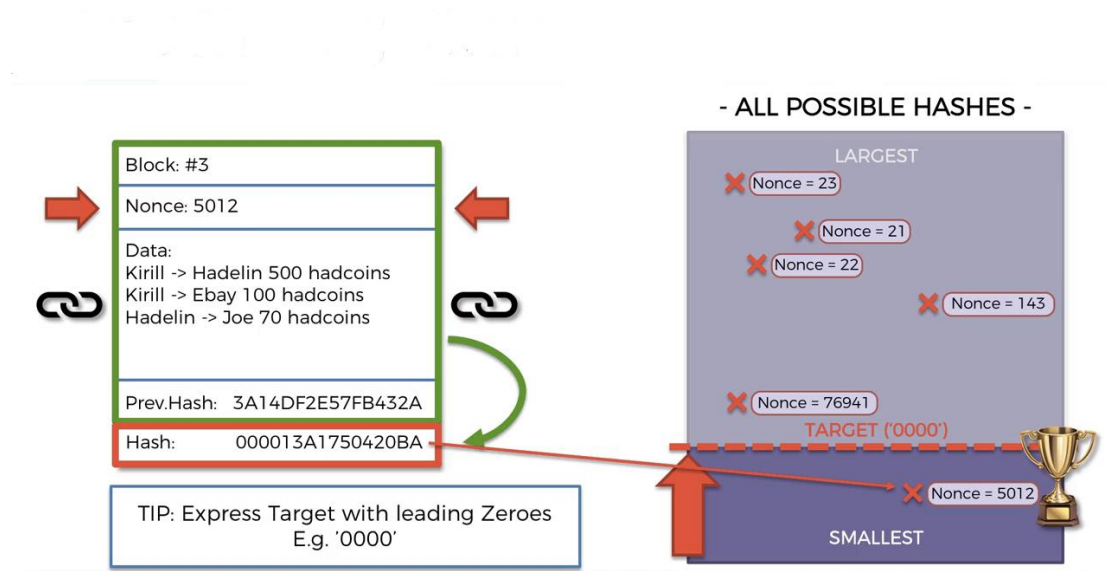 Block: #3
Nonce: 5012
Data:
Kirill -> Hadelin 500 hadcoins
Kirill -> Ebay 100 hadcoins
Hadelin -> Joe 70 hadcoins
Prev.Hash: 3A14DF2E57FB432A
Hash: 000013A1750420BA
TIP: Express Target with leading Zeroes
E.g. '0000'
- ALL POSSIBLE HASHES -
LARGEST
Nonce = 23
Nonce = 21
Nonce = 22
Nonce = 143
Nonce = 76941
TARGET ('0000')
Nonce = 5012
SMALLEST